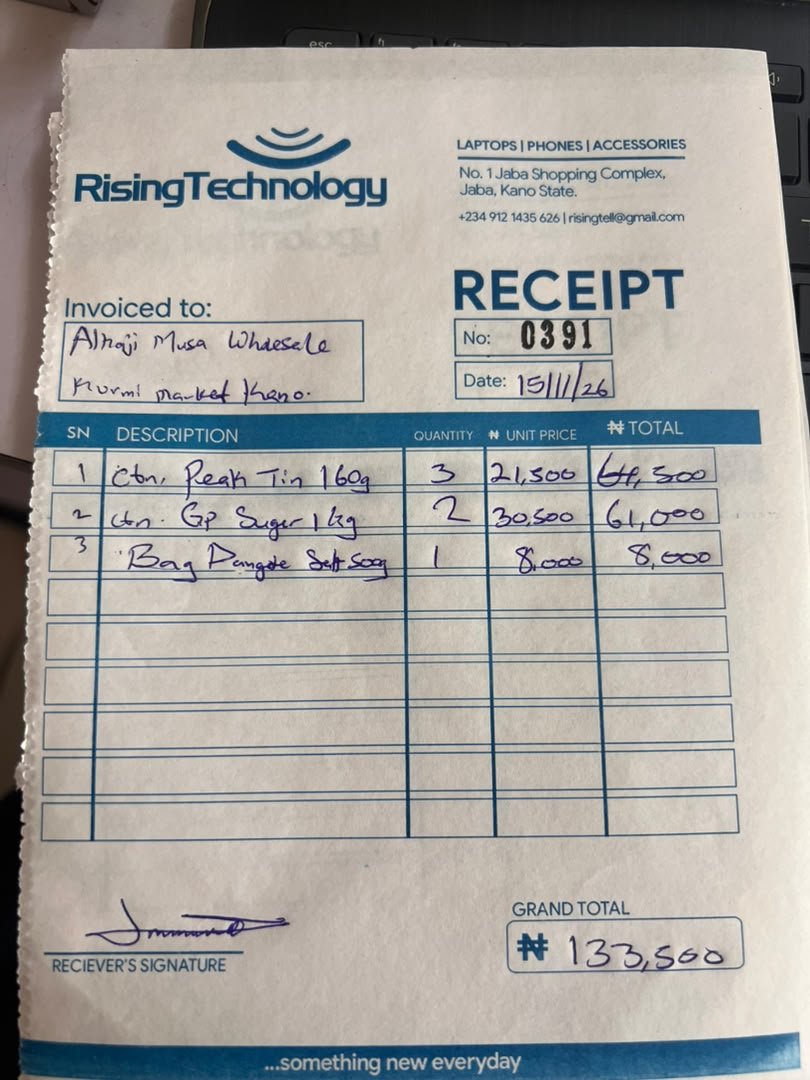 esc
RisingTechnology
LAPTOPS | PHONES | ACCESSORIES
No. 1 Jaba Shopping Complex,
Jaba, Kano State.
+234 912 1435 626 | risingtell@gmail.com
RECEIPT
Invoiced to:
Alhaji Musa Wholesale
Kurmi market Kano.
No: 0391
Date: 15/11/26
SN DESCRIPTION QUANTITY ₦ UNIT PRICE ₦ TOTAL
1 Ctn. Peak Tin 160g 3 21,500 64,500
2 Ctn. Gp Suger 1kg 2 30,500 61,000
3 Bag Dangote Salt 500g 1 8,000 8,000
RECIEVER'S SIGNATURE
GRAND TOTAL
₦ 133,500
...something new everyday